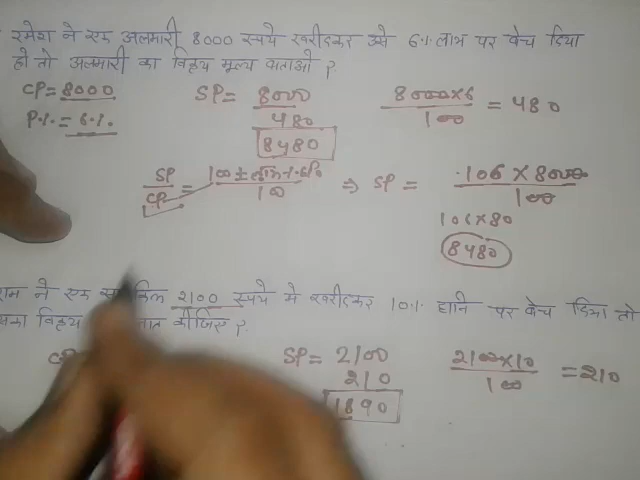 रमेश ने एक अलमारी 8000 रुपये खरीदकर उसे 6% लाभ पर बेच दिया
हो तो अलमारी का विक्रय मूल्य बताओ ?
CP = 8000 SP = 8000 8000×6/100 = 480
P.%. = 6% 480
8480
SP/CP = 100 ± लाभ%/100 ⇒ SP = 106 × 8000/100
106×80
8480
ने एक 2100 रुपये में खरीदकर 10% हानि पर बेच दिया तो
विक्रय कीजिए ?
SP = 2100 2100×10/100 = 210
210
1890